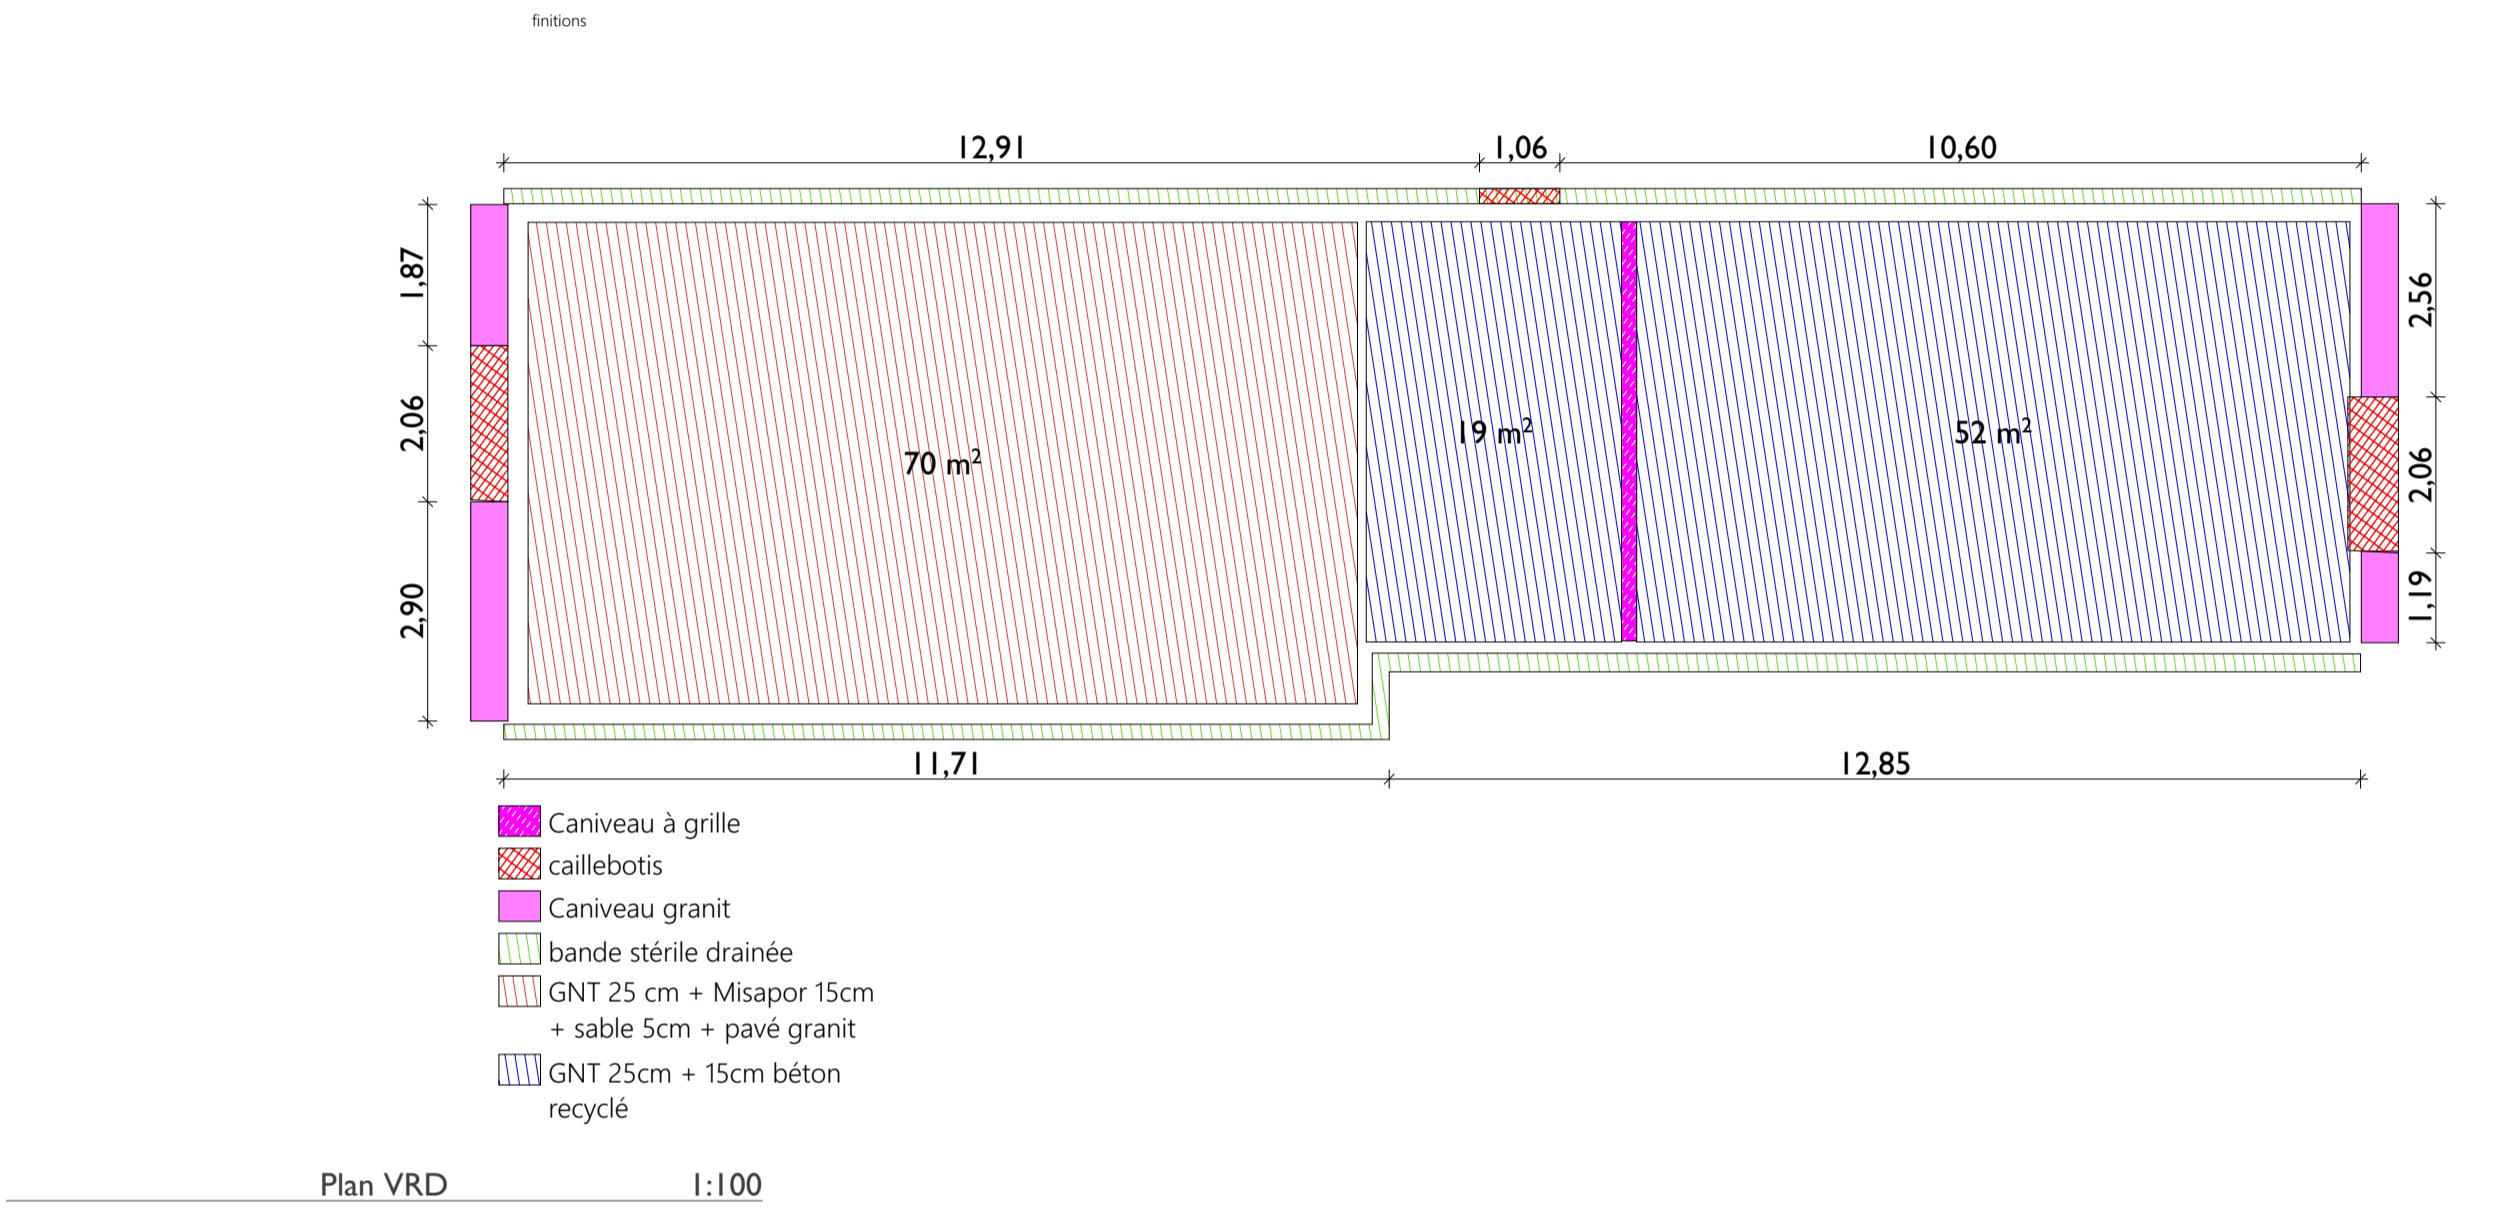 finitions
12,91
1,06
10,60
1,87
2,06
2,90
2,56
2,06
1,19
70 m²
19 m²
52 m²
11,71
12,85
Caniveau à grille
caillebotis
Caniveau granit
bande stérile drainée
GNT 25 cm + Misapor 15cm
+ sable 5cm + pavé granit
GNT 25cm + 15cm béton
recyclé
Plan VRD
1:100